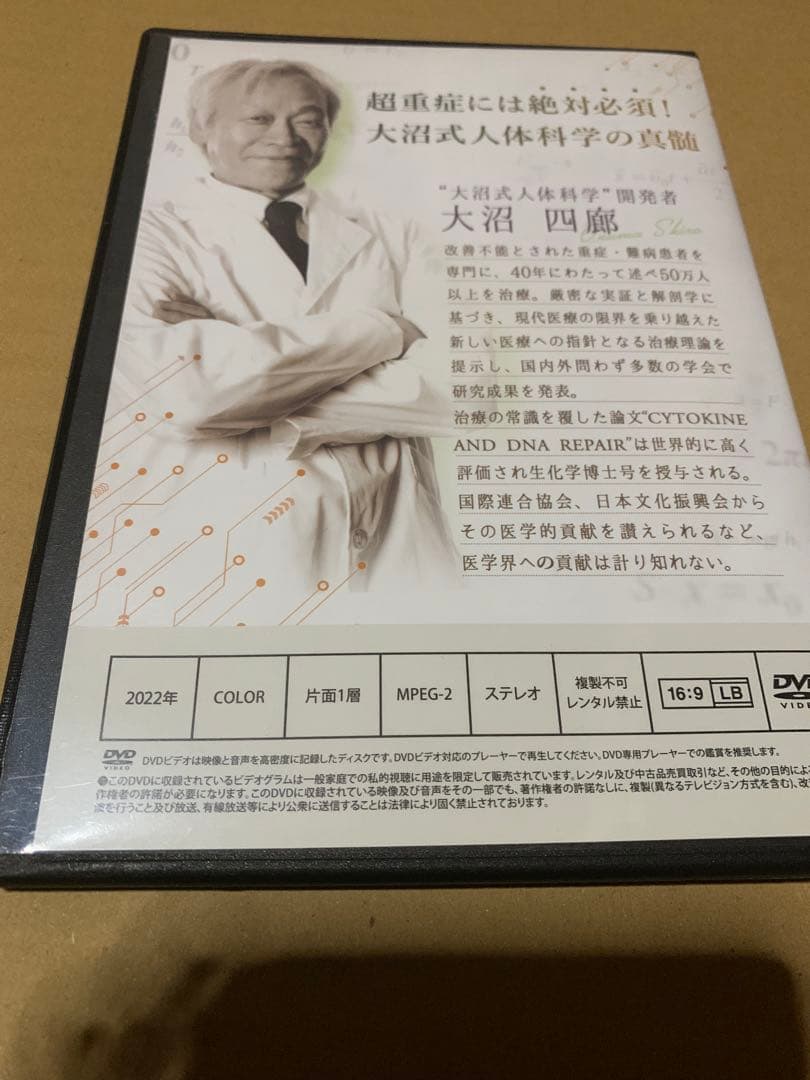 超重症には絶対必須！
大沼式人体科学の真髄
“大沼式人体科学”開発者
大沼 四廊
Onuma Shiro
改善不能とされた重症・難病患者を
専門に、40年にわたって述べ50万人
以上を治療。厳密な実証と解剖学に
基づき、現代医療の限界を乗り越えた
新しい医療への指針となる治療理論を
提示し、国内外問わず多数の学会で
研究成果を発表。
治療の常識を覆した論文“CYTOKINE
AND DNA REPAIR”は世界的に高く
評価され生化学博士号を授与される。
国際連合協会、日本文化振興会から
その医学的貢献を讃えられるなど、
医学界への貢献は計り知れない。
2022年 COLOR 片面1層 MPEG-2 ステレオ 複製不可 レンタル禁止 16:9 LB DVD VIDEO
DVD VIDEO DVDビデオは映像と音声を高密度に記録したディスクです。DVDビデオ対応のプレーヤーで再生してください。DVD専用プレーヤーでの鑑賞を推奨します。
●このDVDに収録されているビデオグラムは一般家庭での私的視聴に用途を限定して販売されています。レンタル及び中古品売買取引など、その他の目的によ
作権者の許諾が必要になります。このDVDに収録されている映像及び音声をその一部でも、著作権者の許諾なしに、複製(異なるテレビジョン方式を含む)、改
を行うこと及び放送、有線放送等により公衆に送信することは法律により固く禁止されております。